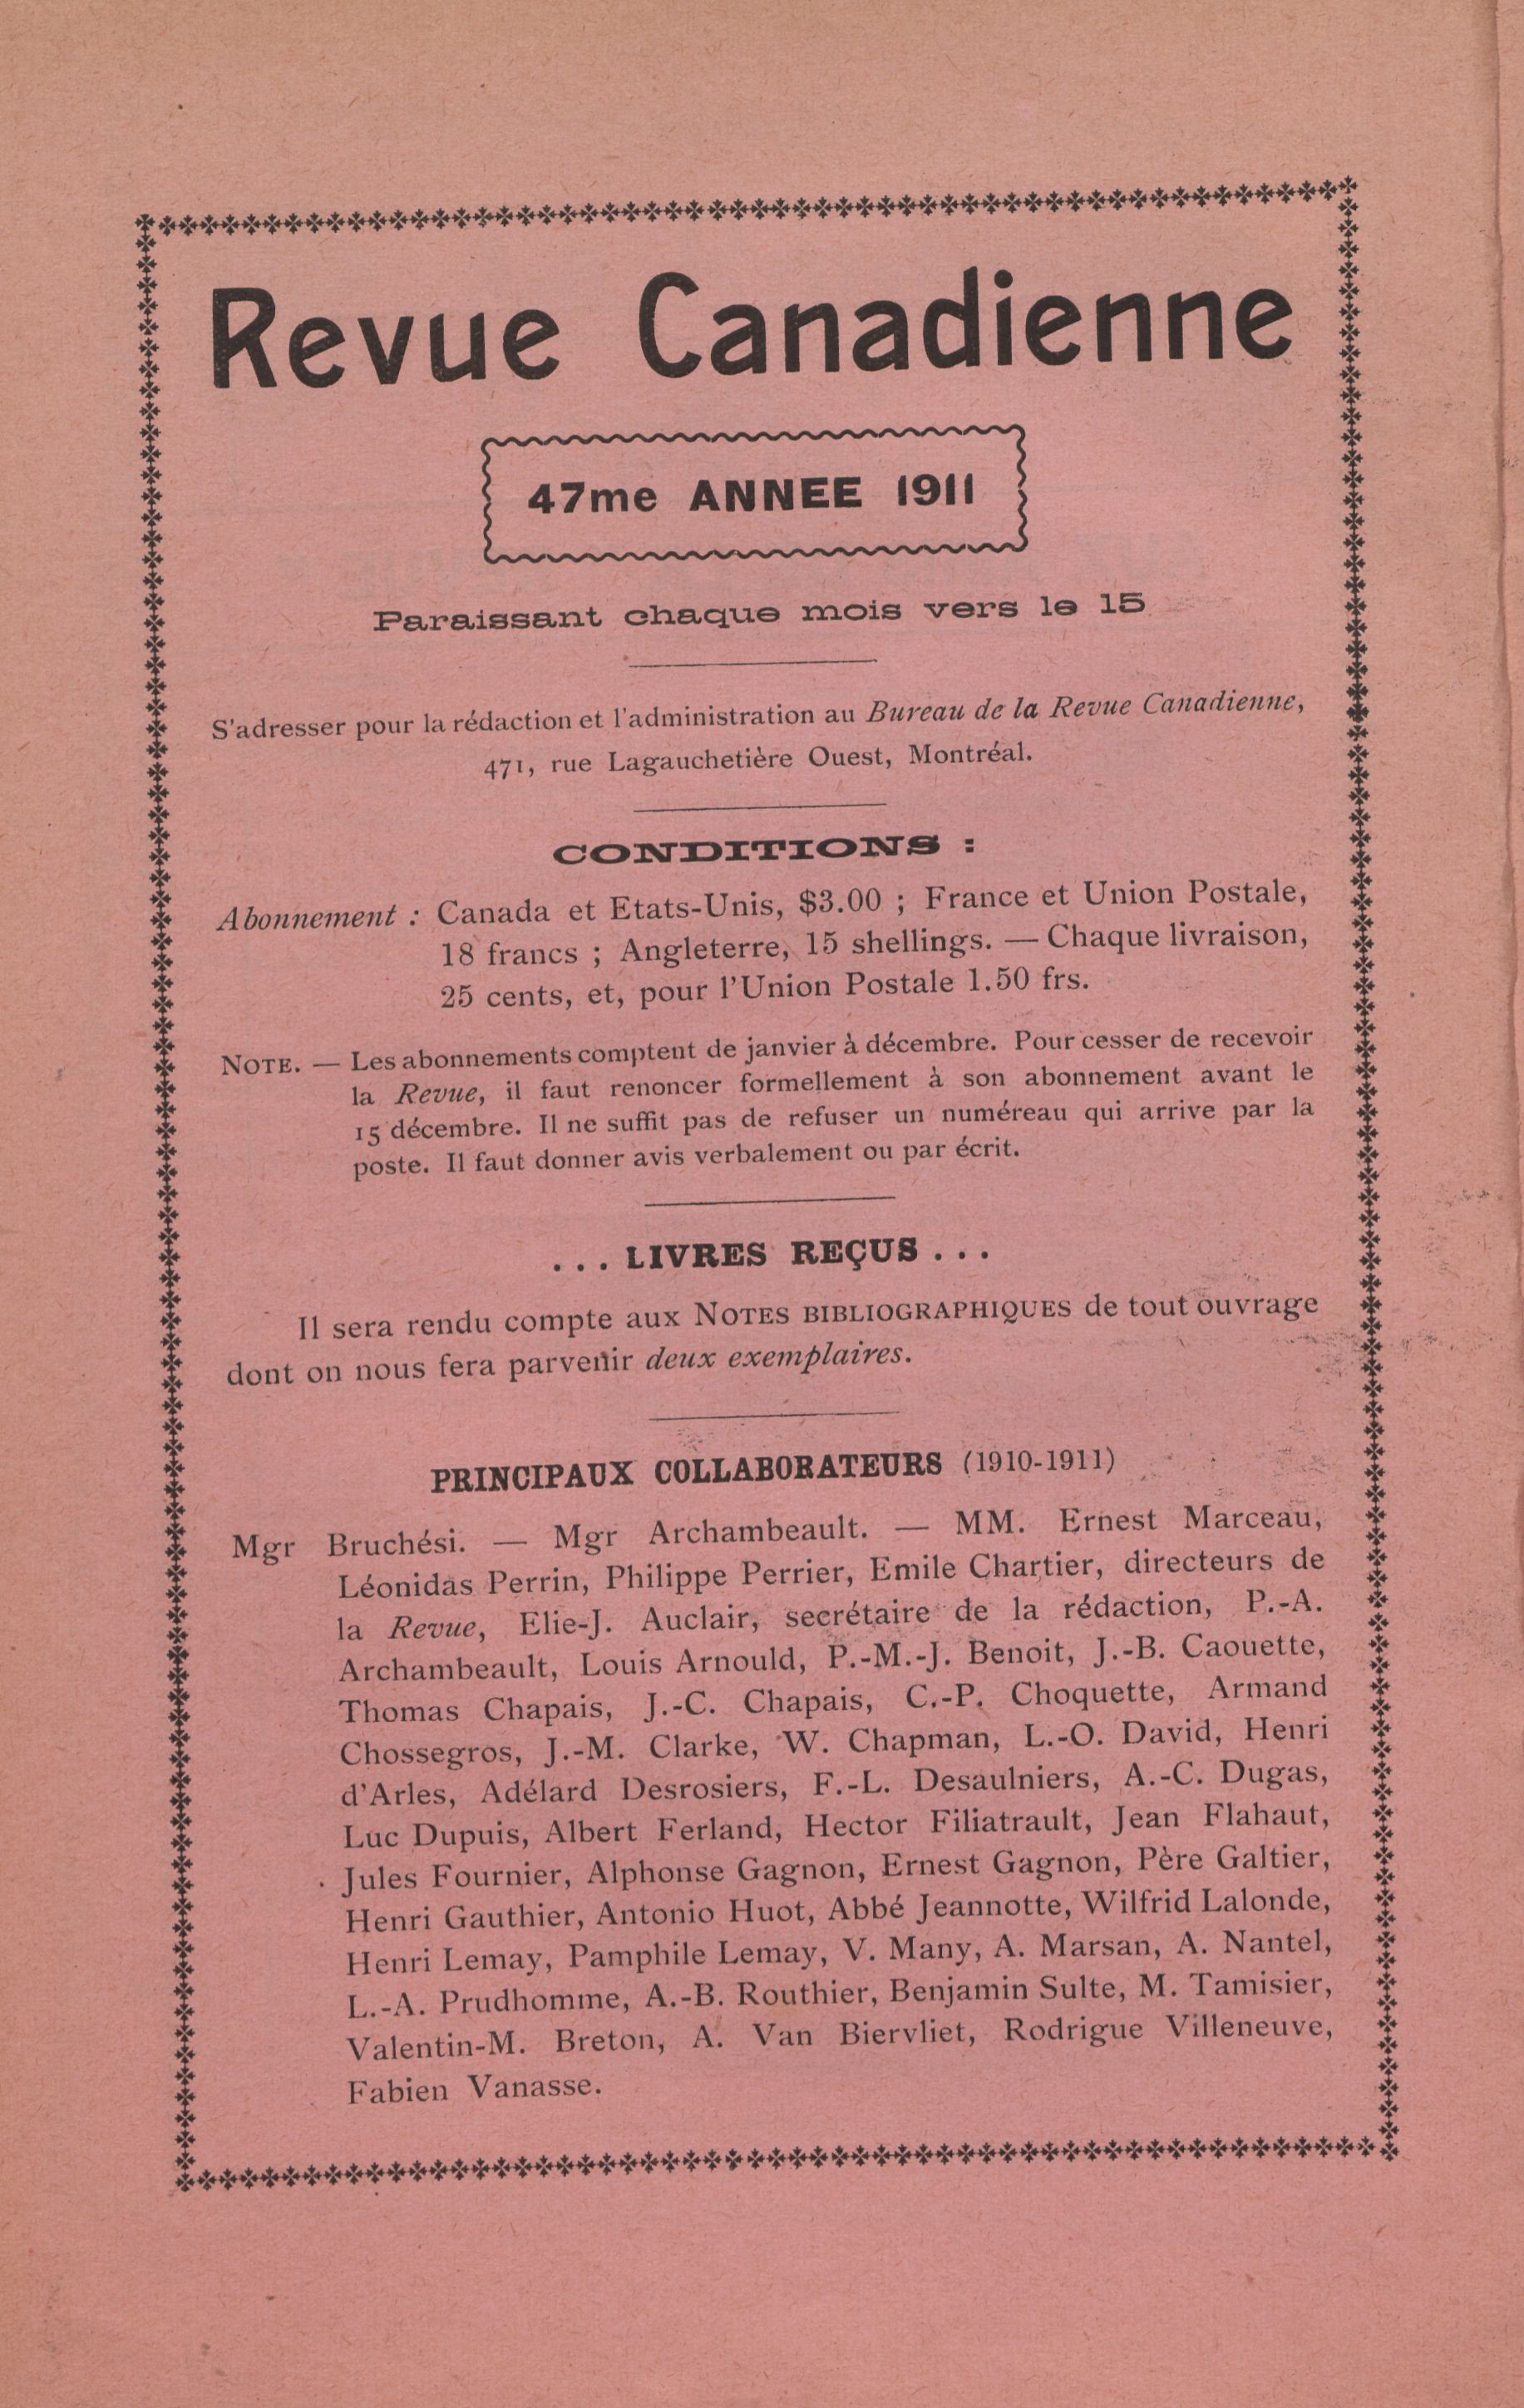 Revue Canadienne
47me ANNEE 1911
Paraissant chaque mois vers le 15
S'adresser pour la rédaction et l'administration au Bureau de la Revue Canadienne,
471, rue Lagauchetière Ouest, Montréal.
CONDITIONS :
Abonnement : Canada et Etats-Unis, $3.00 ; France et Union Postale,
18 francs ; Angleterre, 15 shellings. — Chaque livraison,
25 cents, et, pour l'Union Postale 1.50 frs.
NOTE. — Les abonnements comptent de janvier à décembre. Pour cesser de recevoir
la Revue, il faut renoncer formellement à son abonnement avant le
15 décembre. Il ne suffit pas de refuser un numéreau qui arrive par la
poste. Il faut donner avis verbalement ou par écrit.
. . . LIVRES REÇUS . . .
Il sera rendu compte aux NOTES BIBLIOGRAPHIQUES de tout ouvrage
dont on nous fera parvenir deux exemplaires.
PRINCIPAUX COLLABORATEURS (1910-1911)
Mgr Bruchési. — Mgr Archambeault. — MM. Ernest Marceau,
Léonidas Perrin, Philippe Perrier, Emile Chartier, directeurs de
la Revue, Elie-J. Auclair, secrétaire de la rédaction, P.-A.
Archambeault, Louis Arnould, P.-M.-J. Benoit, J.-B. Caouette,
Thomas Chapais, J.-C. Chapais, C.-P. Choquette, Armand
Chossegros, J.-M. Clarke, W. Chapman, L.-O. David, Henri
d'Arles, Adélard Desrosiers, F.-L. Desaulniers, A.-C. Dugas,
Luc Dupuis, Albert Ferland, Hector Filiatrault, Jean Flahaut,
Jules Fournier, Alphonse Gagnon, Ernest Gagnon, Père Galtier,
Henri Gauthier, Antonio Huot, Abbé Jeannotte, Wilfrid Lalonde,
Henri Lemay, Pamphile Lemay, V. Many, A. Marsan, A. Nantel,
L.-A. Prudhomme, A.-B. Routhier, Benjamin Sulte, M. Tamisier,
Valentin-M. Breton, A. Van Biervliet, Rodrigue Villeneuve,
Fabien Vanasse.